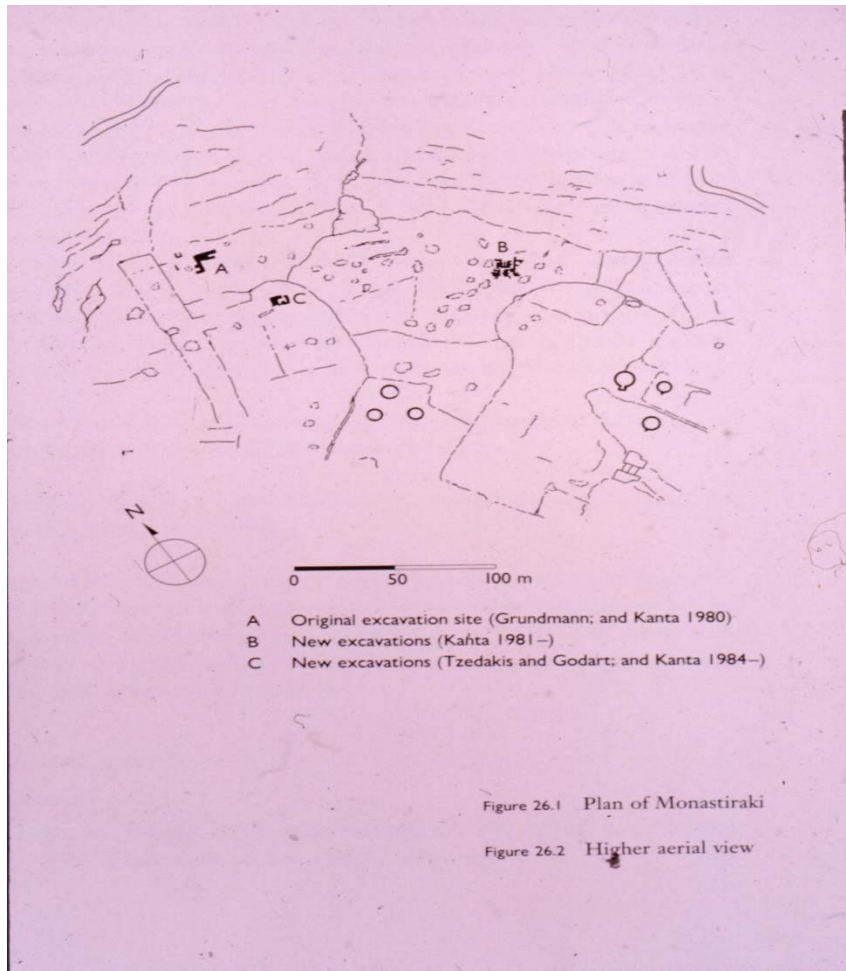 B
A
C
N
0 50 100 m
A Original excavation site (Grundmann; and Kanta 1980)
B New excavations (Kanta 1981–)
C New excavations (Tzedakis and Godart; and Kanta 1984–)
Figure 26.1 Plan of Monastiraki
Figure 26.2 Higher aerial view